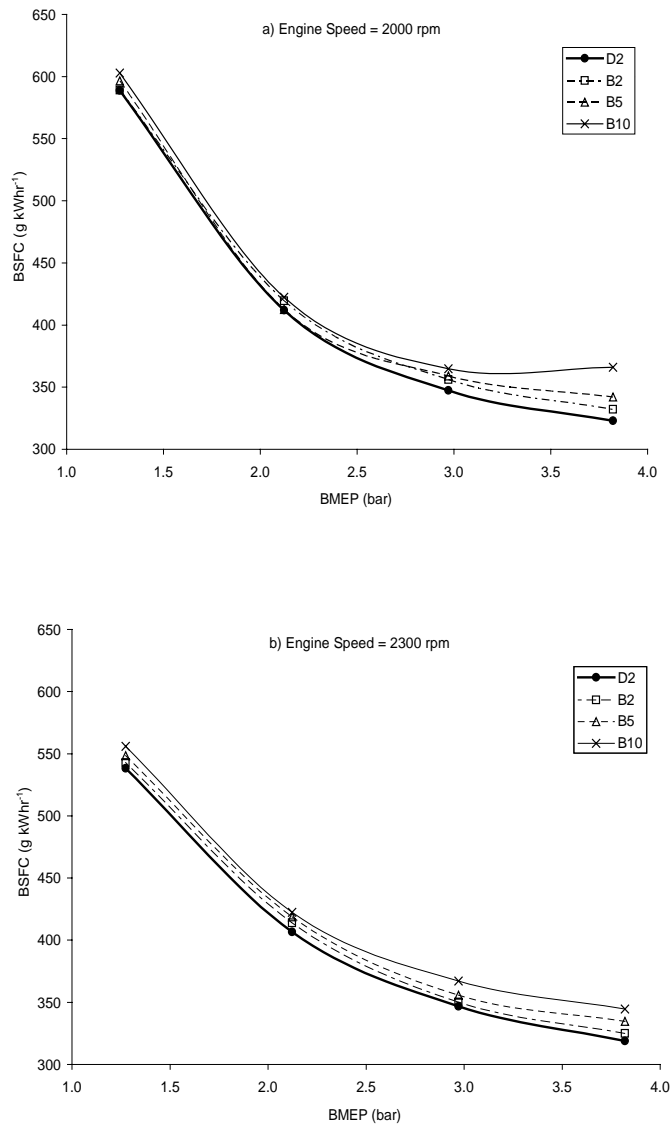 a) Engine Speed = 2000 rpm
650
600
550
500
450
400
350
300
BSFC (g kWhr-1)
D2
B2
B5
B10
1.0 1.5 2.0 2.5 3.0 3.5 4.0
BMEP (bar)
b) Engine Speed = 2300 rpm
650
600
550
500
450
400
350
300
BSFC (g kWhr-1)
D2
B2
B5
B10
1.0 1.5 2.0 2.5 3.0 3.5 4.0
BMEP (bar)